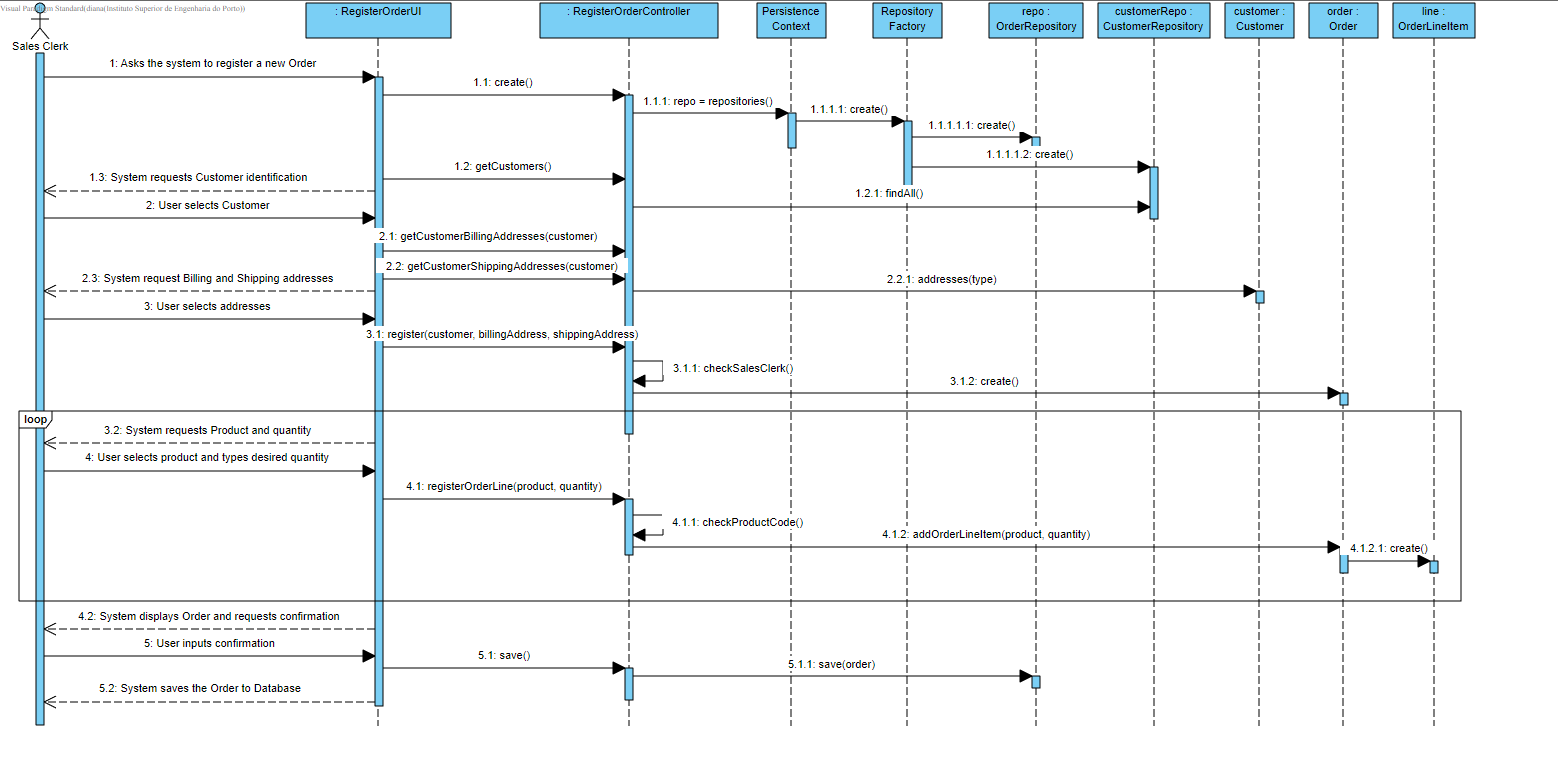 Visual Paradigm Standard(diana(Instituto Superior de Engenharia do Porto))
Sales Clerk
: RegisterOrderUI
: RegisterOrderController
Persistence
Context
Repository
Factory
repo :
OrderRepository
customerRepo :
CustomerRepository
customer :
Customer
order :
Order
line :
OrderLineItem
1: Asks the system to register a new Order
1.1: create()
1.1.1: repo = repositories()
1.1.1.1: create()
1.1.1.1.1: create()
1.1.1.1.2: create()
1.2: getCustomers()
1.3: System requests Customer identification
1.2.1: findAll()
2: User selects Customer
2.1: getCustomerBillingAddresses(customer)
2.2: getCustomerShippingAddresses(customer)
2.3: System request Billing and Shipping addresses
2.2.1: addresses(type)
3: User selects addresses
3.1: register(customer, billingAddress, shippingAddress)
3.1.1: checkSalesClerk()
3.1.2: create()
loop
3.2: System requests Product and quantity
4: User selects product and types desired quantity
4.1: registerOrderLine(product, quantity)
4.1.1: checkProductCode()
4.1.2: addOrderLineItem(product, quantity)
4.1.2.1: create()
4.2: System displays Order and requests confirmation
5: User inputs confirmation
5.1: save()
5.1.1: save(order)
5.2: System saves the Order to Database